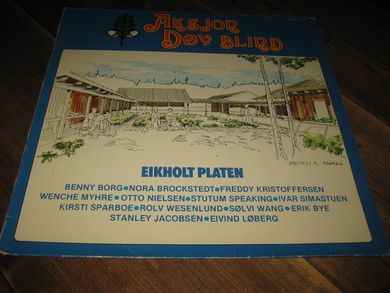 AKSJON
DØV BLIND
EIKHOLT PLATEN
BENNY BORG●NORA BROCKSTEDT●FREDDY KRISTOFFERSEN
WENCHE MYHRE●OTTO NIELSEN●STUTUM SPEAKING●IVAR SIMASTUEN
KIRSTI SPARBOE●ROLV WESENLUND●SØLVI WANG●ERIK BYE
STANLEY JACOBSEN●EIVIND LØBERG